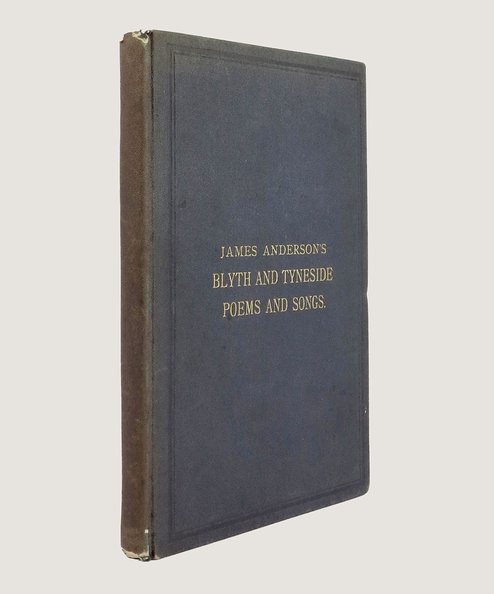 JAMES ANDERSON'S
BLYTH AND TYNESIDE
POEMS AND SONGS.